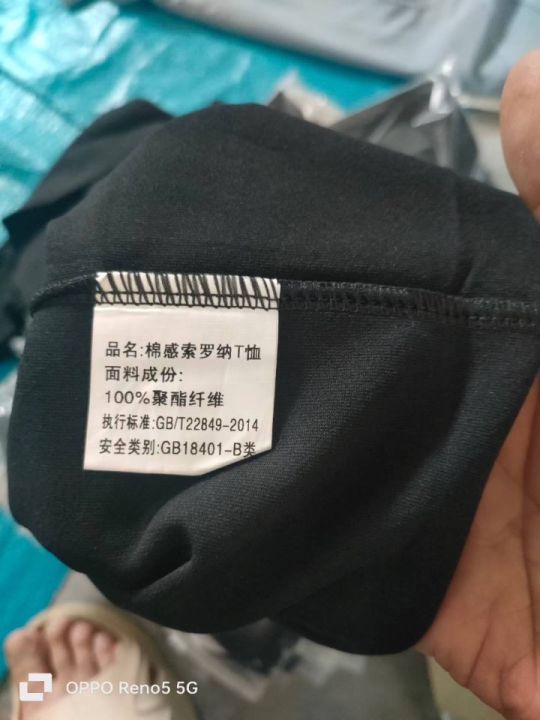 品名:棉感索罗纳T恤
面料成份:
100%聚酯纤维
执行标准:GB/T22849-2014
安全类别:GB18401-B类
OPPO Reno5 5G